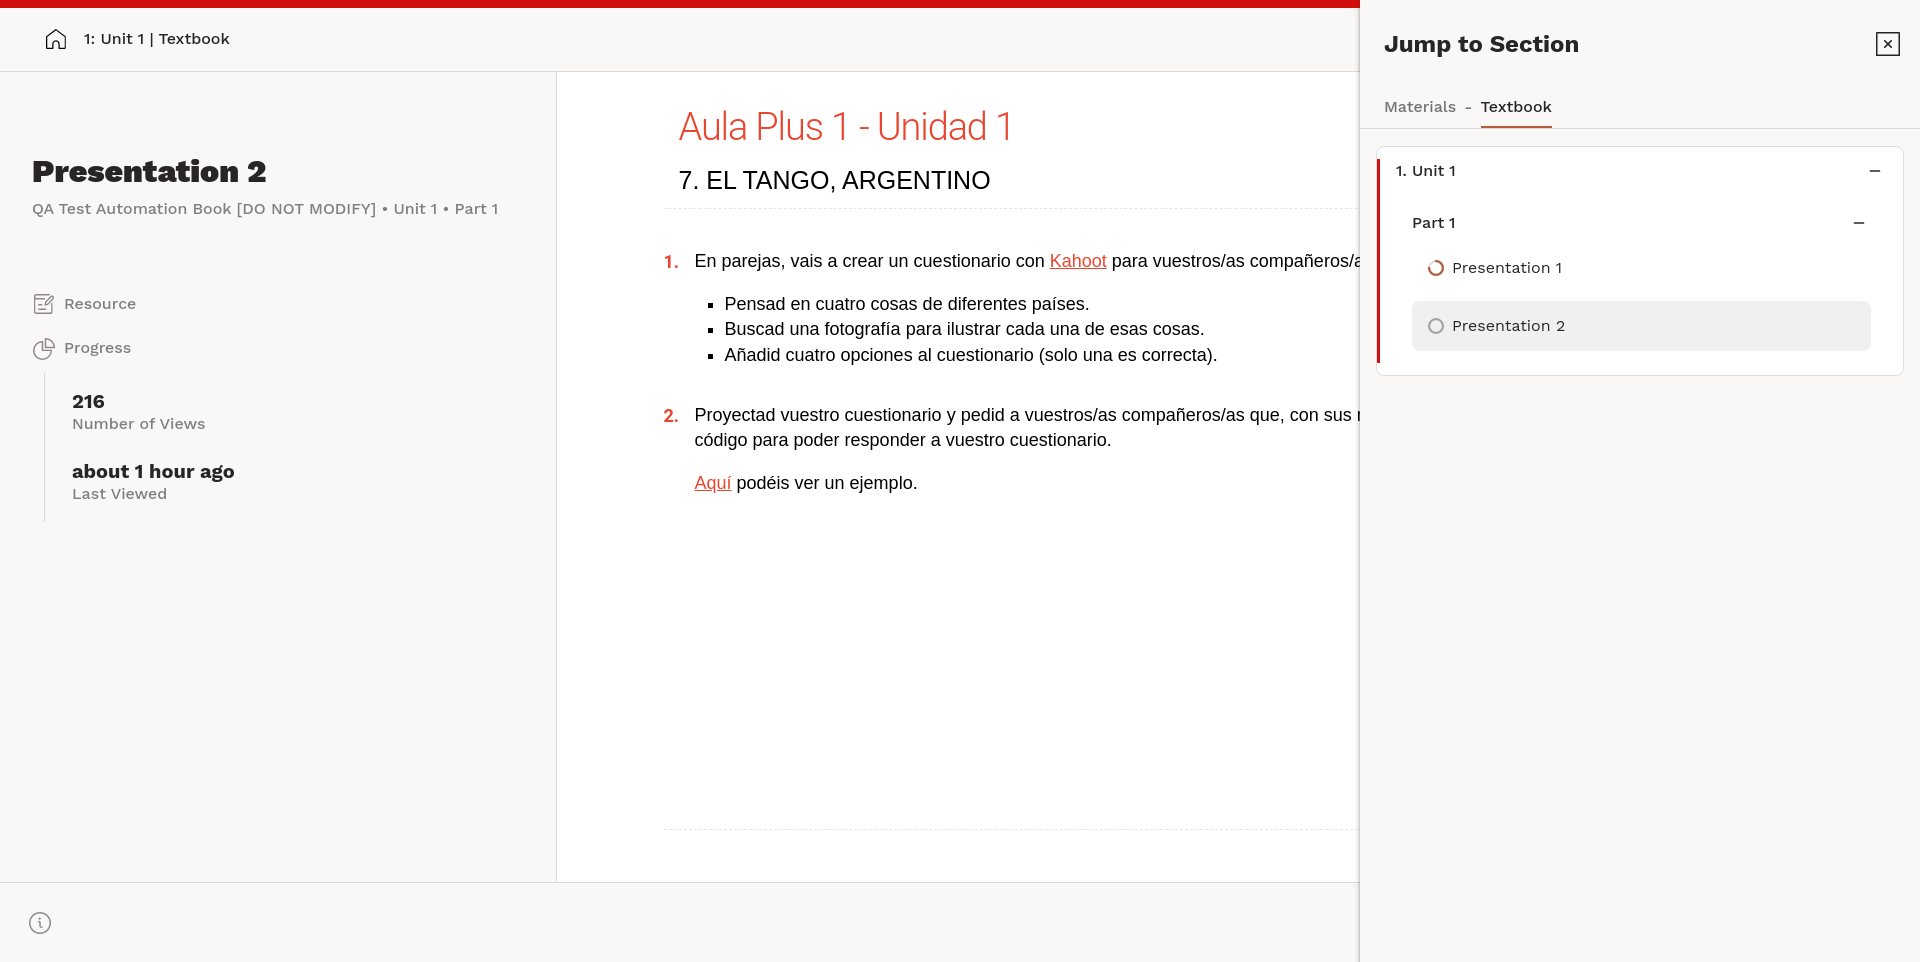 1: Unit 1 | Textbook
Presentation 2
QA Test Automation Book [DO NOT MODIFY] • Unit 1 • Part 1
Resource
Progress
216
Number of Views
about 1 hour ago
Last Viewed
Aula Plus 1 - Unidad 1
7. EL TANGO, ARGENTINO
1. En parejas, vais a crear un cuestionario con Kahoot para vuestros/as compañeros/a
▪ Pensad en cuatro cosas de diferentes países.
▪ Buscad una fotografía para ilustrar cada una de esas cosas.
▪ Añadid cuatro opciones al cuestionario (solo una es correcta).
2. Proyectad vuestro cuestionario y pedid a vuestros/as compañeros/as que, con sus
código para poder responder a vuestro cuestionario.
Aquí podéis ver un ejemplo.
Jump to Section
Materials - Textbook
1. Unit 1
Part 1
Presentation 1
Presentation 2